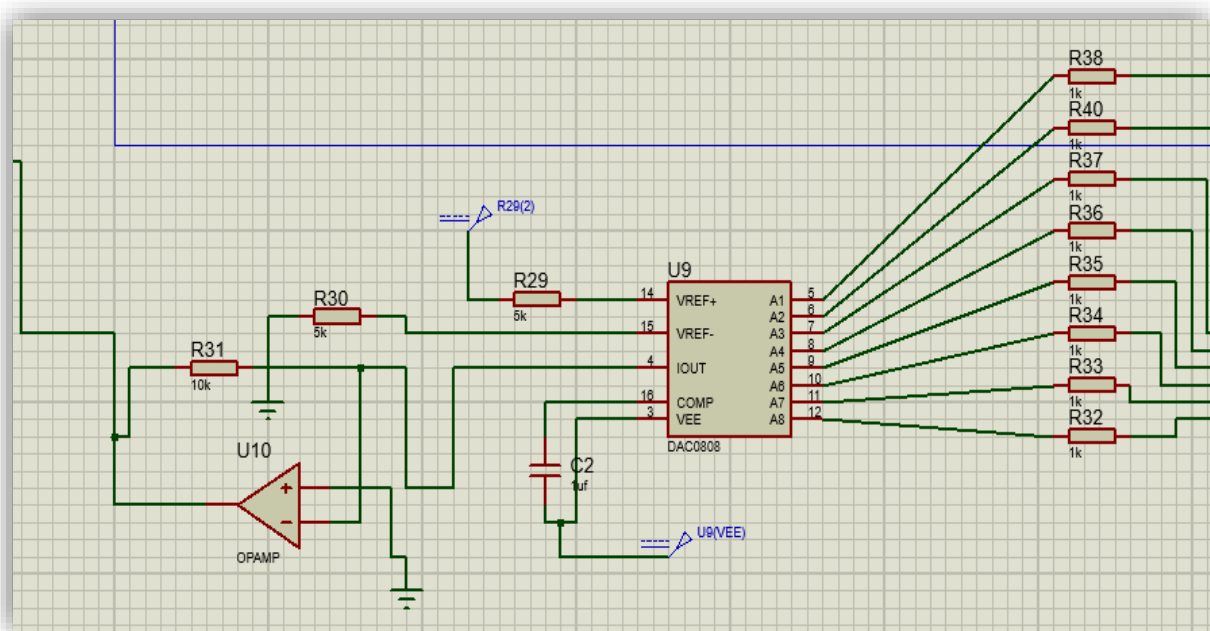 R38
1k
R40
1k
R37
1k
R36
1k
R35
1k
R34
1k
R33
1k
R32
1k
R29(2)
R29
5k
R30
5k
R31
10k
U9
14 VREF+ A1 5
A2 6
15 VREF- A3 7
A4 8
4 IOUT A5 9
A6 10
16 COMP A7 11
3 VEE A8 12
DAC0808
U10
+
−
OPAMP
C2
1uf
U9(VEE)